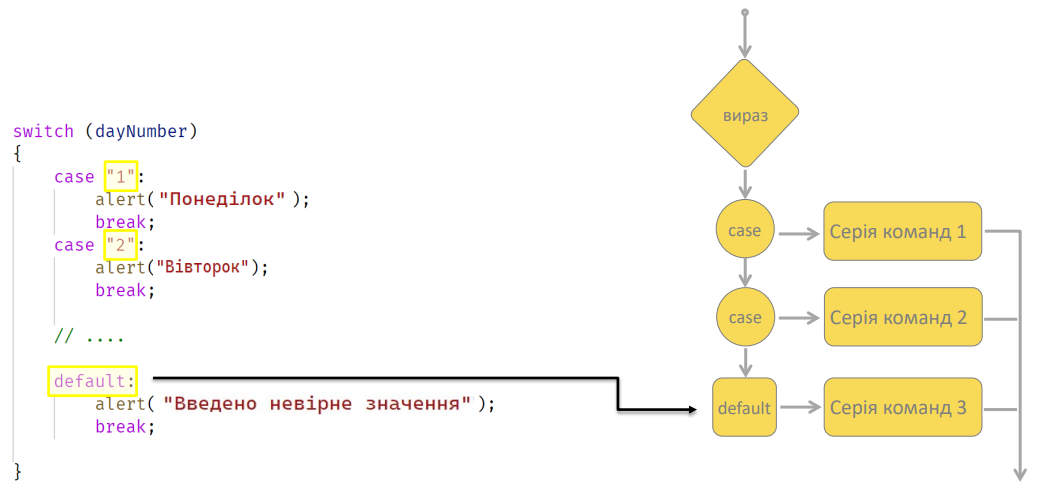 switch (dayNumber)
{
case "1":
alert("Понеділок");
break;
case "2":
alert("Вівторок");
break;
// ....
default:
alert("Введено невірне значення");
break;
}
вираз
case
Серія команд 1
case
Серія команд 2
default
Серія команд 3